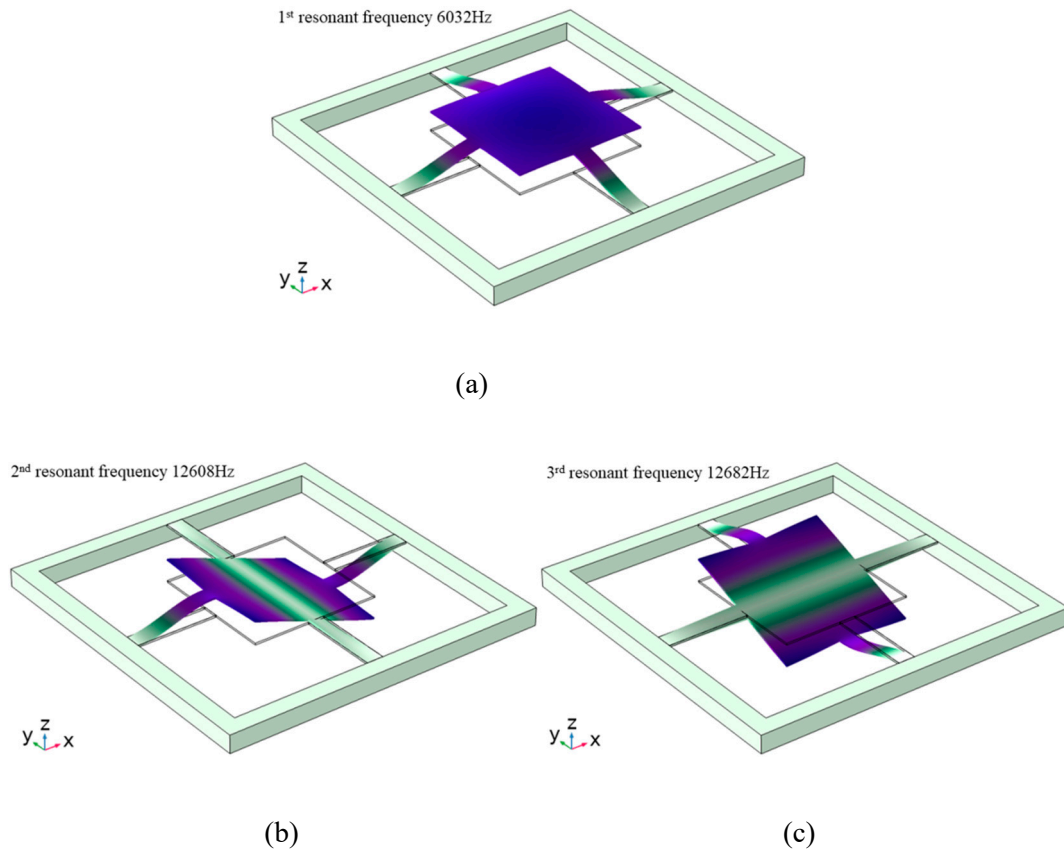 1st resonant frequency 6032Hz
z
y x
(a)
2nd resonant frequency 12608Hz
3rd resonant frequency 12682Hz
z
y x
z
y x
(b)
(c)